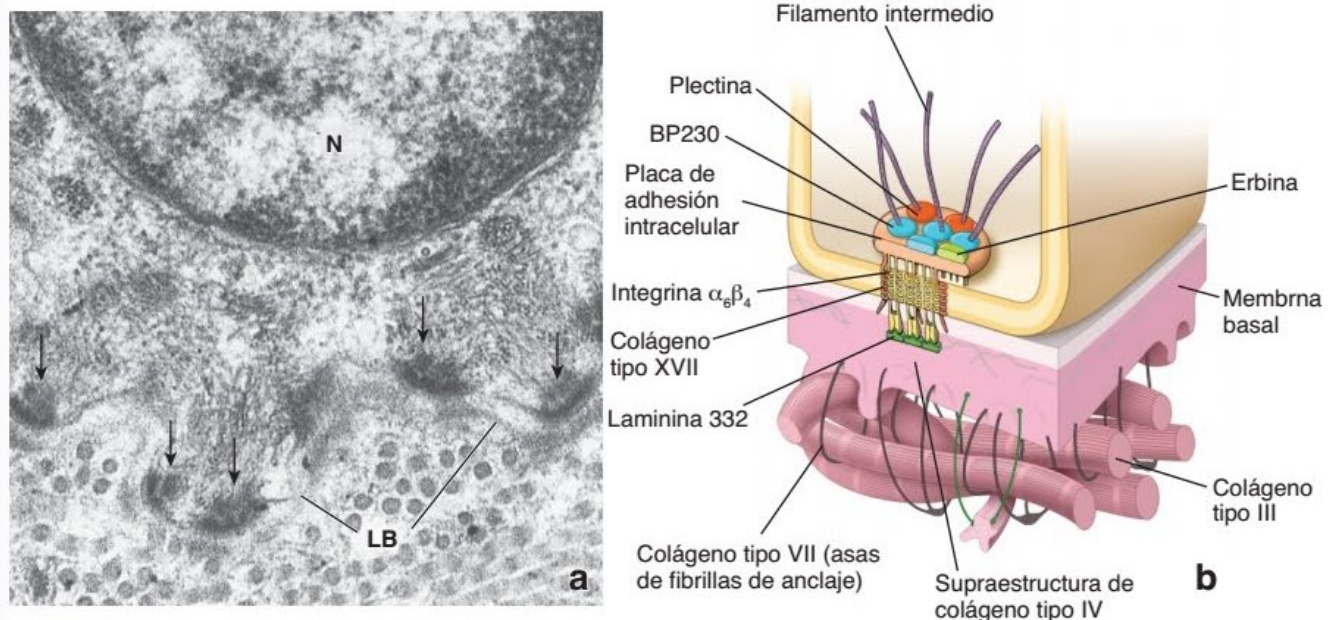 N
LB
a
Filamento intermedio
Plectina
BP230
Placa de
adhesión
intracelular
Integrina α₆β₄
Colágeno
tipo XVII
Laminina 332
Colágeno tipo VII (asas
de fibrillas de anclaje)
Supraestructura de
colágeno tipo IV
Erbina
Membrna
basal
Colágeno
tipo III
b